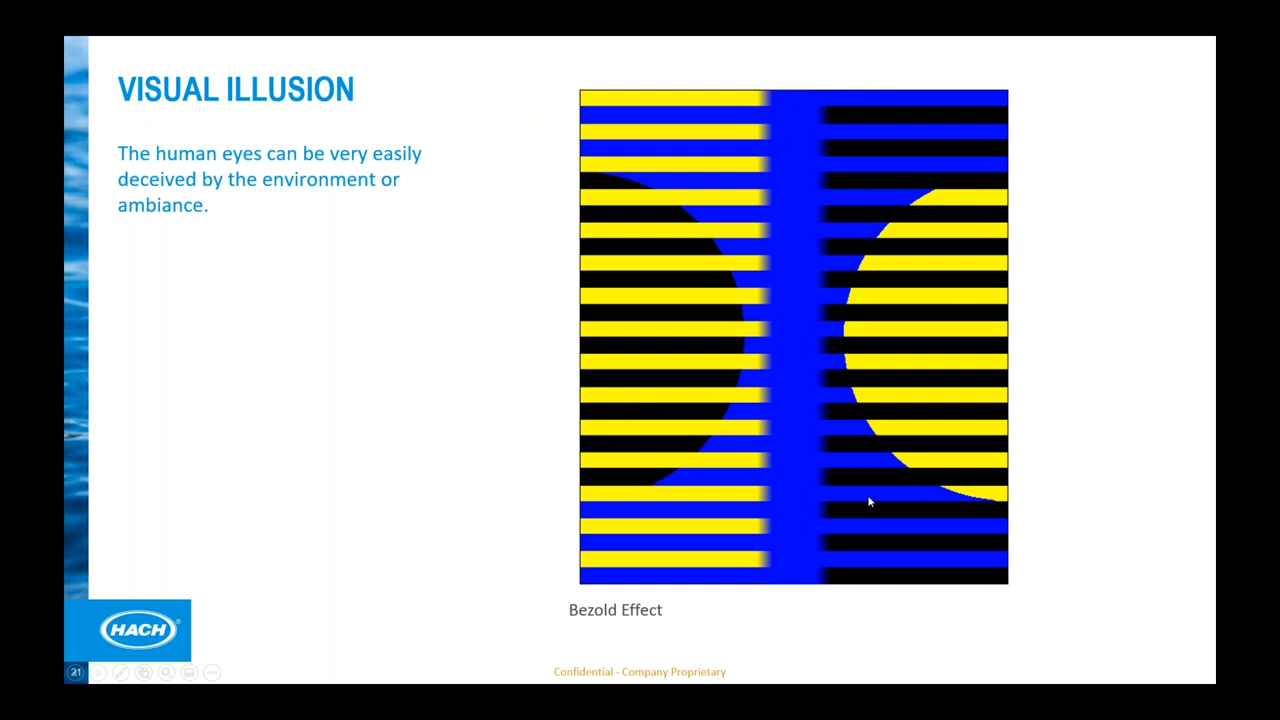 VISUAL ILLUSION
The human eyes can be very easily
deceived by the environment or
ambiance.
Bezold Effect
HACH®
21
Confidential - Company Proprietary